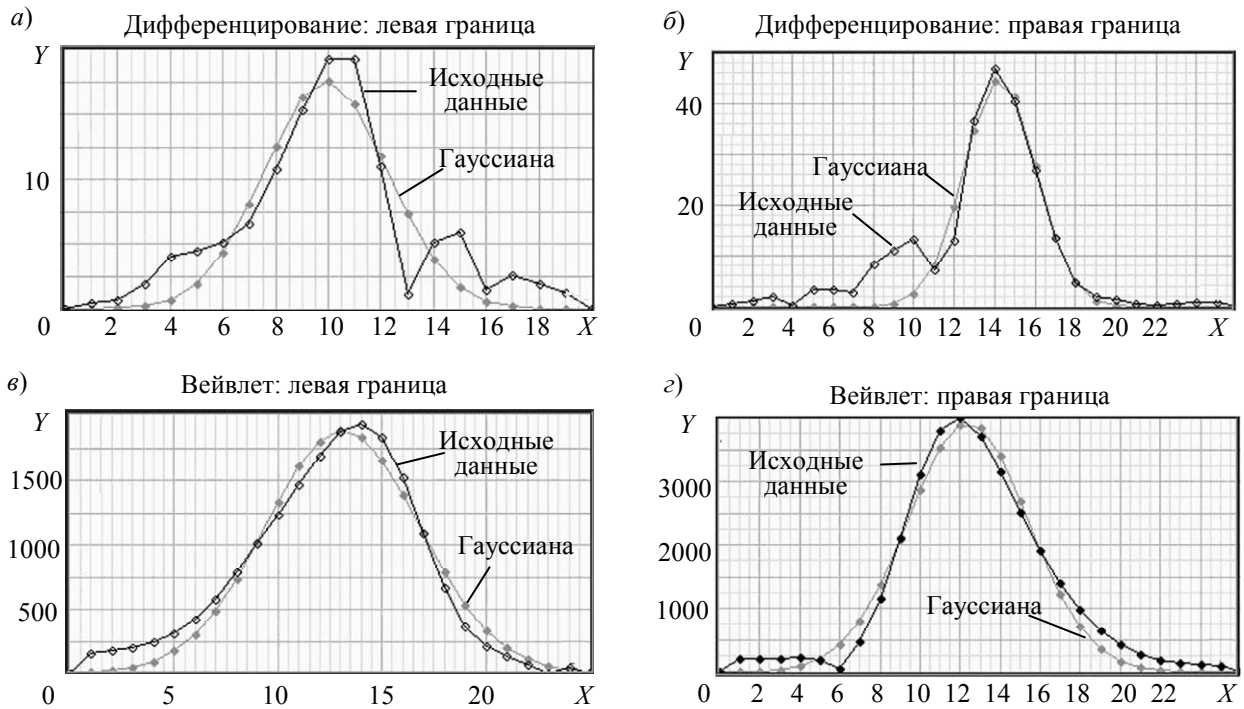 а)
Дифференцирование: левая граница
Y
Исходные
данные
Гауссиана
10
0 2 4 6 8 10 12 14 16 18 X
б)
Дифференцирование: правая граница
Y
40
Гауссиана
20
Исходные
данные
0 2 4 6 8 10 12 14 16 18 20 22 X
в)
Вейвлет: левая граница
Y
Исходные
данные
1500
1000
Гауссиана
500
0 5 10 15 20 X
г)
Вейвлет: правая граница
Y
Исходные
данные
3000
2000
1000
Гауссиана
0 2 4 6 8 10 12 14 16 18 20 22 X